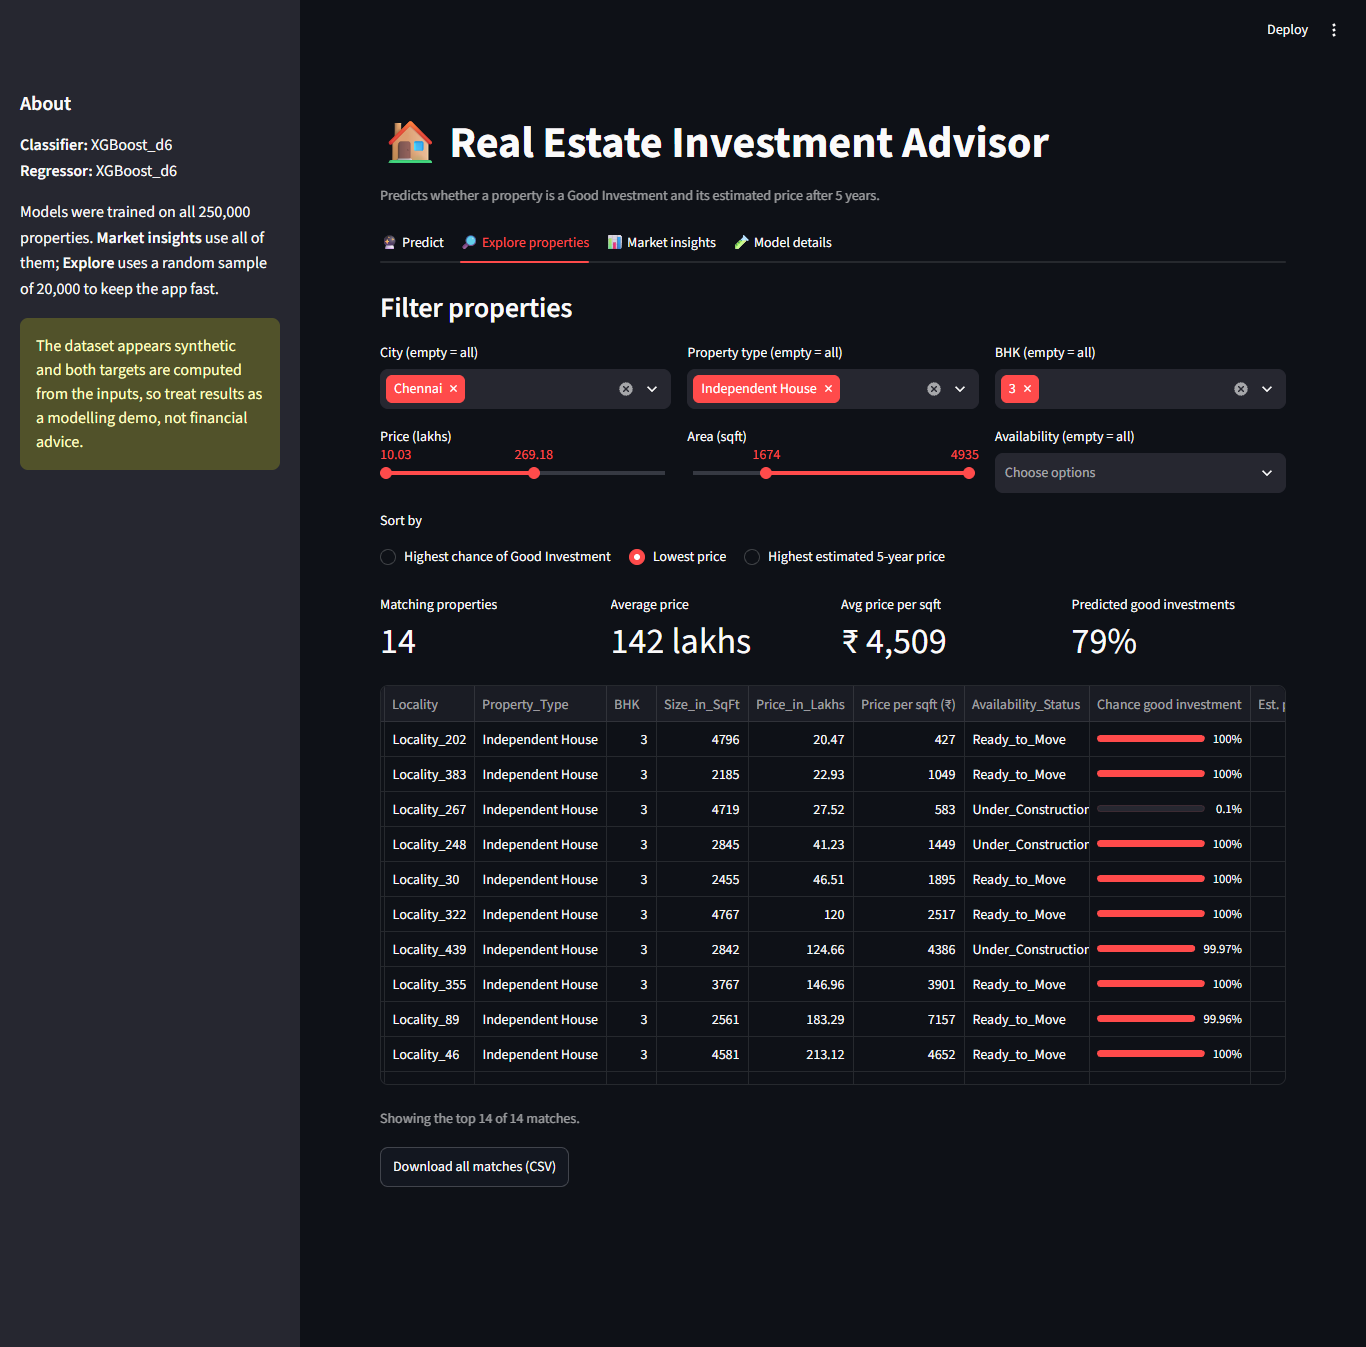 Deploy
About
Classifier: XGBoost_d6
Regressor: XGBoost_d6
Models were trained on all 250,000
properties. Market insights use all of
them; Explore uses a random sample
of 20,000 to keep the app fast.
The dataset appears synthetic
and both targets are computed
from the inputs, so treat results as
a modelling demo, not financial
advice.
Real Estate Investment Advisor
Predicts whether a property is a Good Investment and its estimated price after 5 years.
Predict Explore properties Market insights Model details
Filter properties
City (empty = all) Property type (empty = all) BHK (empty = all)
Chennai Independent House 3
Price (lakhs) Area (sqft) Availability (empty = all)
10.03 269.18 1674 4935
Choose options
Sort by
Highest chance of Good Investment Lowest price Highest estimated 5-year price
Matching properties Average price Avg price per sqft Predicted good investments
14 142 lakhs ₹ 4,509 79%
Locality Property_Type BHK Size_in_SqFt Price_in_Lakhs Price per sqft (₹) Availability_Status Chance good investment Est.
Locality_202 Independent House 3 4796 20.47 427 Ready_to_Move 100%
Locality_383 Independent House 3 2185 22.93 1049 Ready_to_Move 100%
Locality_267 Independent House 3 4719 27.52 583 Under_Construction 0.1%
Locality_248 Independent House 3 2845 41.23 1449 Under_Construction 100%
Locality_30 Independent House 3 2455 46.51 1895 Ready_to_Move 100%
Locality_322 Independent House 3 4767 120 2517 Ready_to_Move 100%
Locality_439 Independent House 3 2842 124.66 4386 Under_Construction 99.97%
Locality_355 Independent House 3 3767 146.96 3901 Ready_to_Move 100%
Locality_89 Independent House 3 2561 183.29 7157 Ready_to_Move 99.96%
Locality_46 Independent House 3 4581 213.12 4652 Ready_to_Move 100%
Showing the top 14 of 14 matches.
Download all matches (CSV)